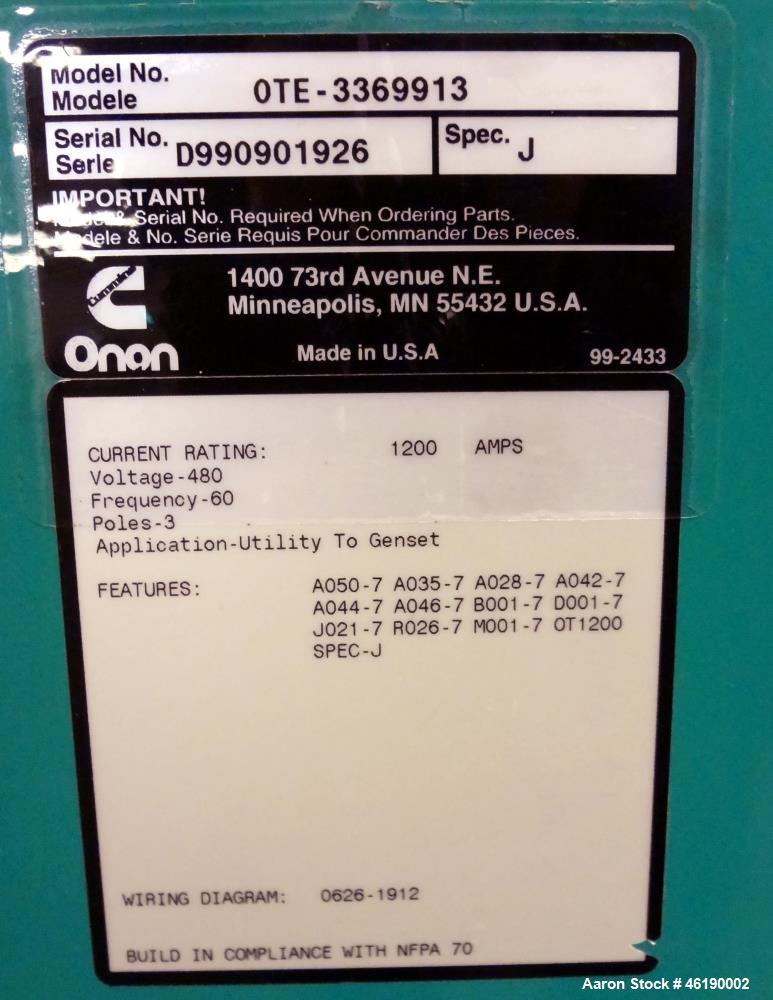 Model No.
Modele
OTE-3369913
Serial No.
Serie
D990901926
Spec. J
IMPORTANT!
& Serial No. Required When Ordering Parts.
Modele & No. Serie Requis Pour Commander Des Pieces.
Cummins
Onan
1400 73rd Avenue N.E.
Minneapolis, MN 55432 U.S.A.
Made in U.S.A
99-2433
CURRENT RATING: 1200 AMPS
Voltage-480
Frequency-60
Poles-3
Application-Utility To Genset
FEATURES: A050-7 A035-7 A028-7 A042-7
A044-7 A046-7 B001-7 D001-7
J021-7 R026-7 M001-7 OT1200
SPEC-J
WIRING DIAGRAM: 0626-1912
BUILD IN COMPLIANCE WITH NFPA 70
Aaron Stock # 46190002